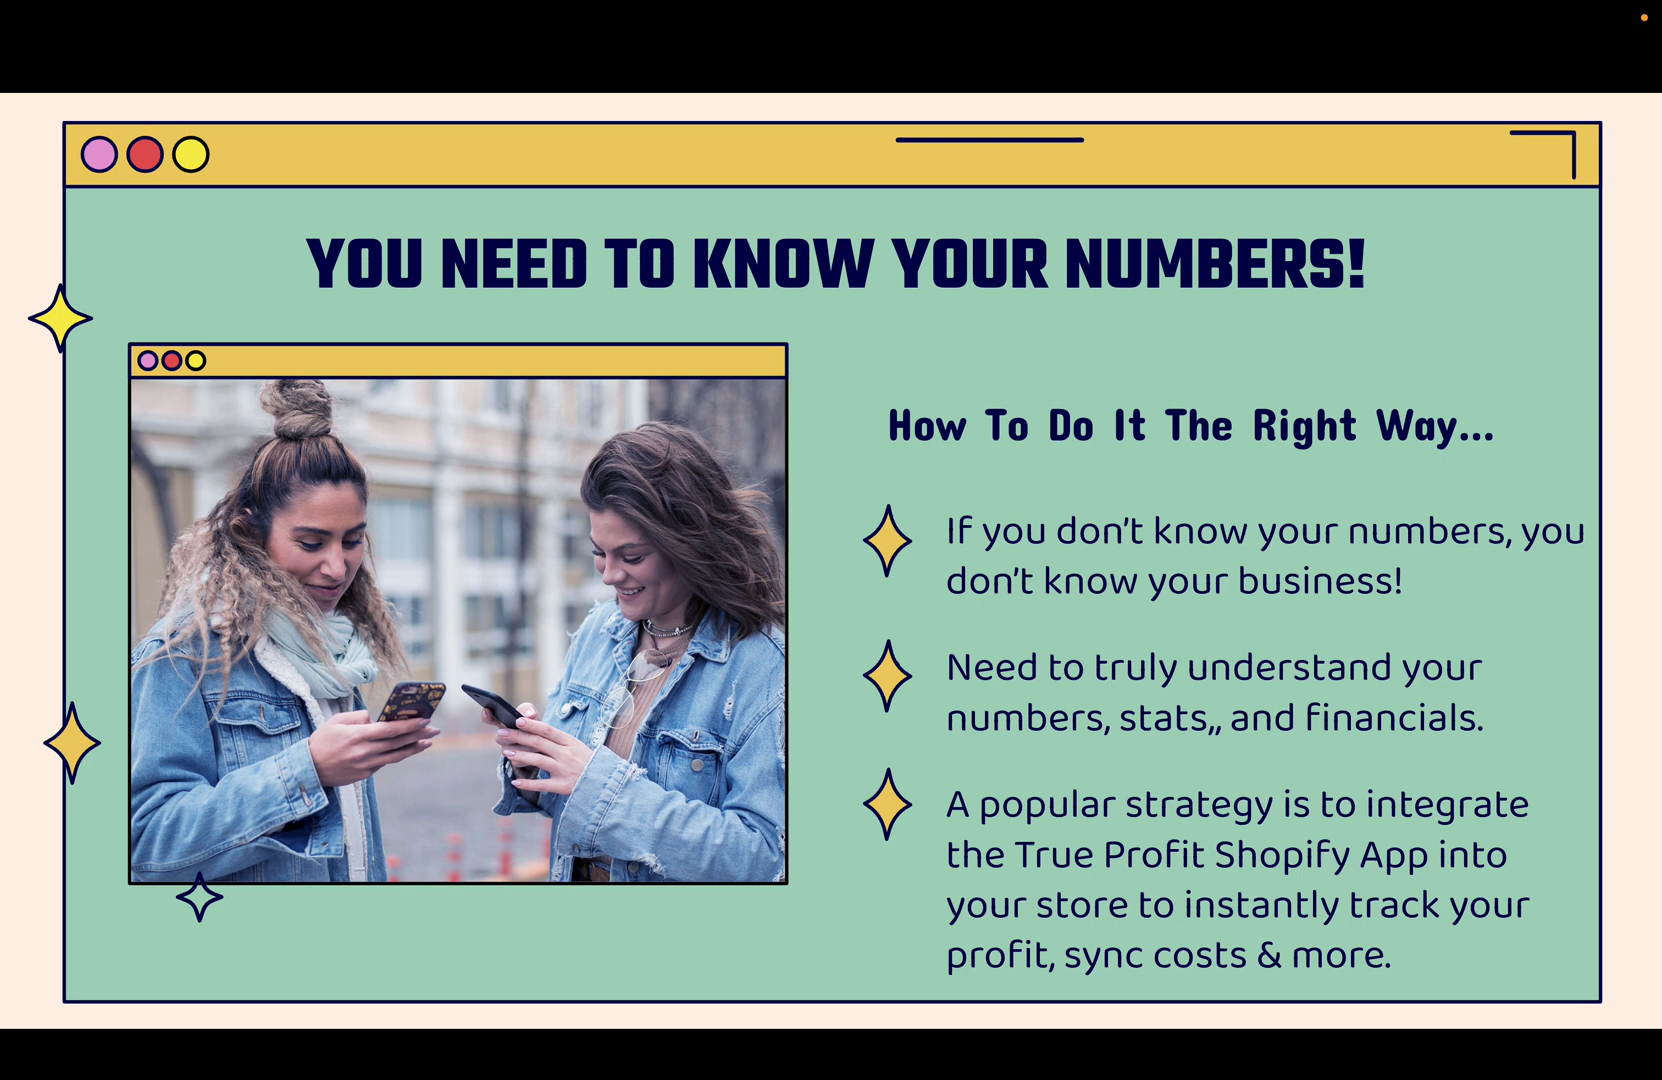 YOU NEED TO KNOW YOUR NUMBERS!
How To Do It The Right Way...
If you don't know your numbers, you
don't know your business!
Need to truly understand your
numbers, stats,, and financials.
A popular strategy is to integrate
the True Profit Shopify App into
your store to instantly track your
profit, sync costs & more.